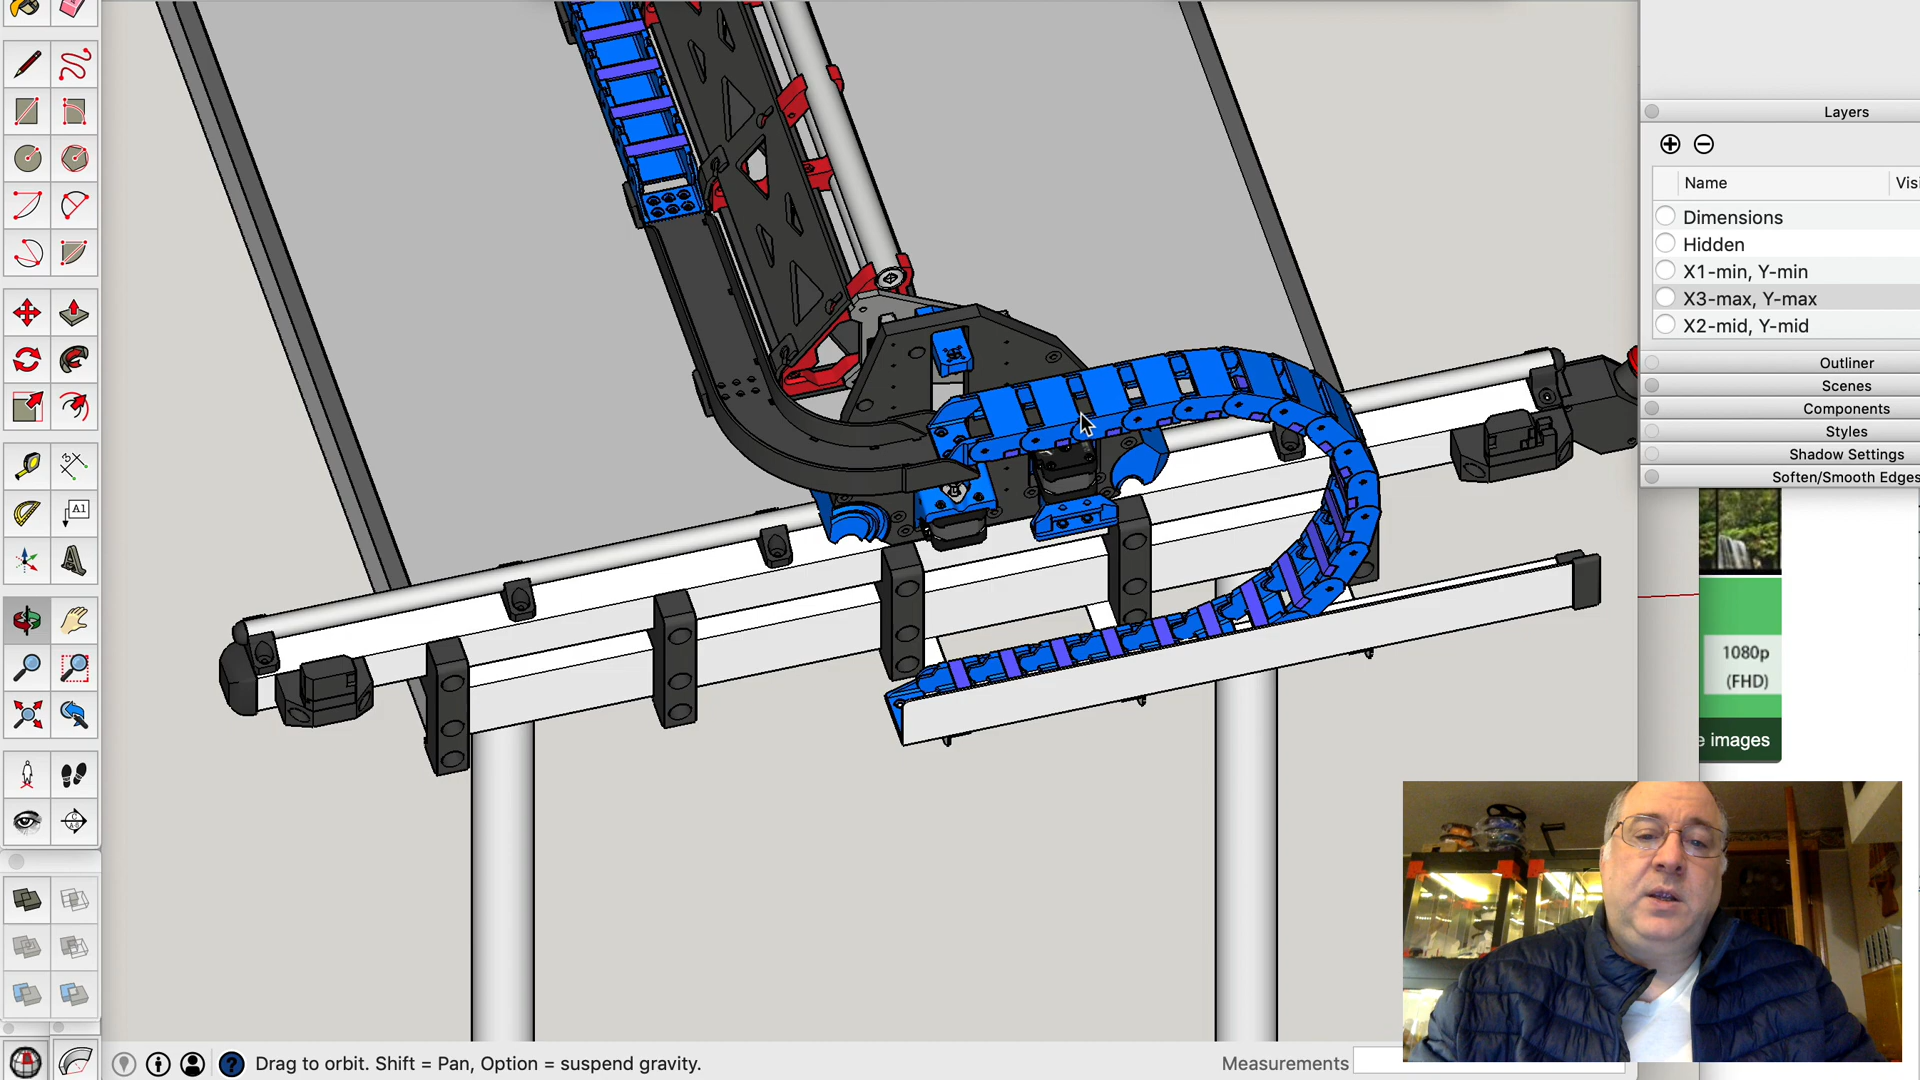 Layers
Name
Visi
Dimensions
Hidden
X1-min, Y-min
X3-max, Y-max
X2-mid, Y-mid
Outliner
Scenes
Components
Styles
Shadow Settings
Soften/Smooth Edges
A1
A
1080p
(FHD)
e images
Drag to orbit. Shift = Pan, Option = suspend gravity.
Measurements